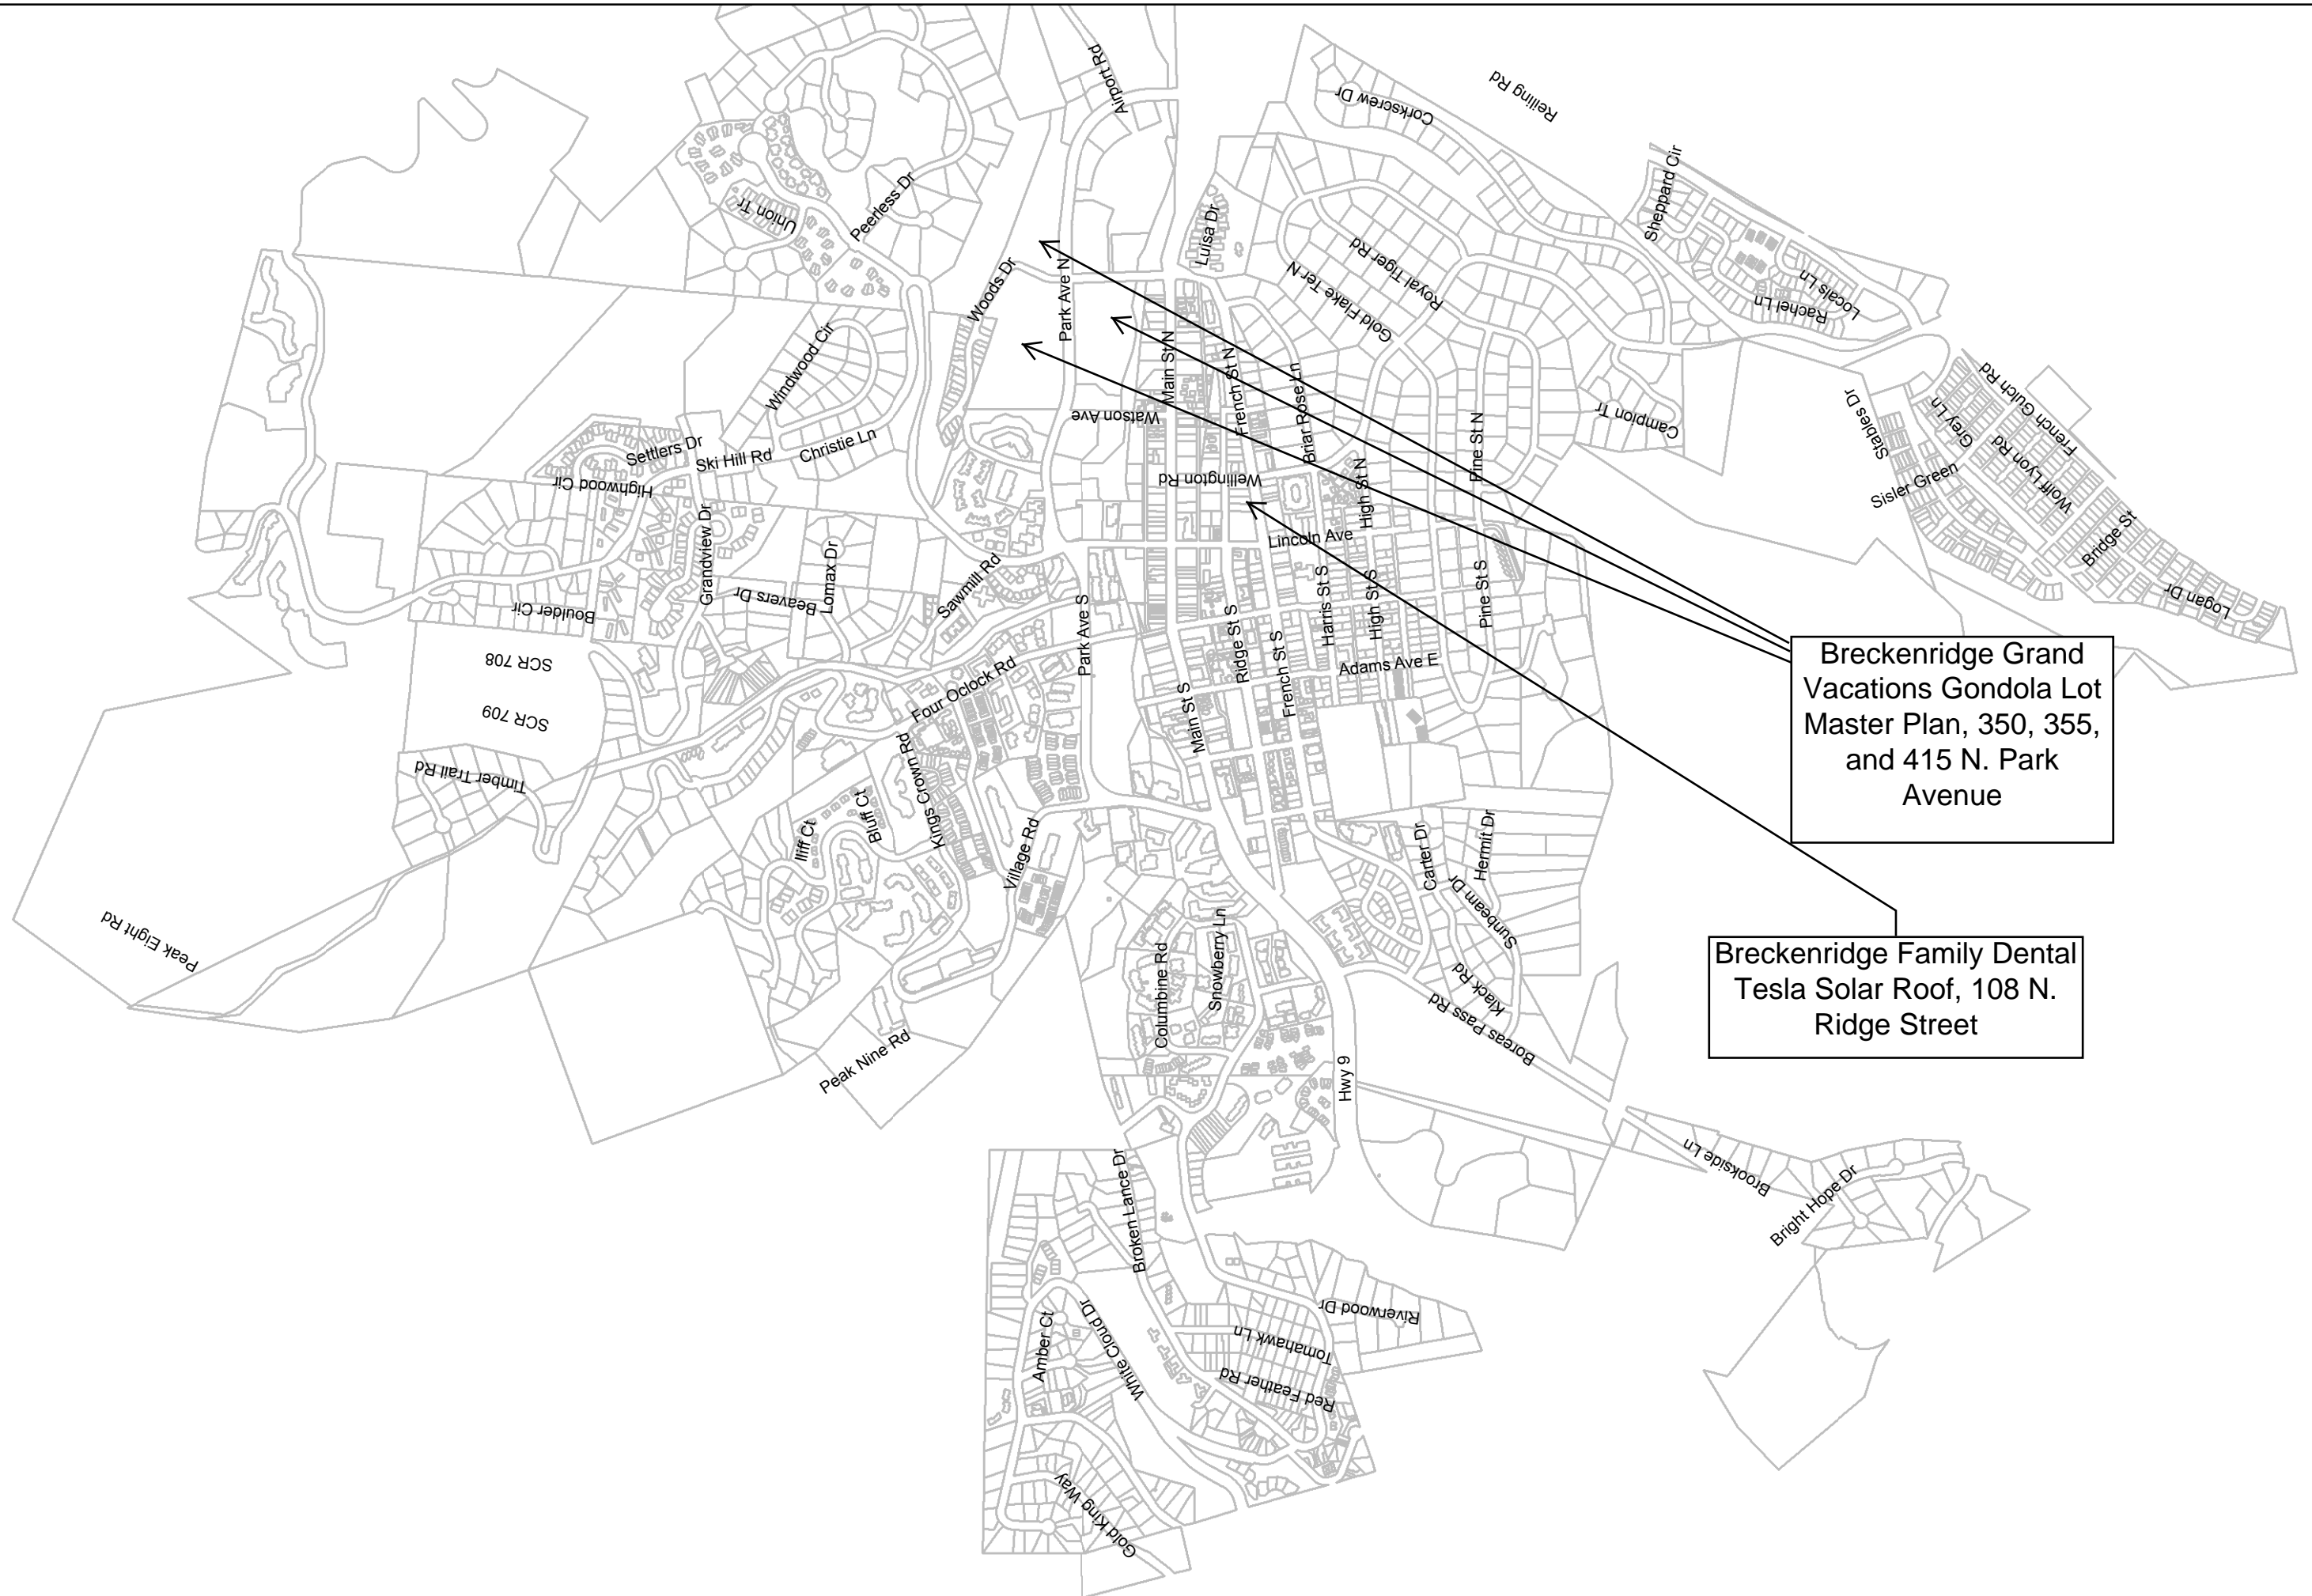 Airport Rd
Reiling Rd
Corkscrew Dr
Sheppard Cir
Union Tr
Peerless Dr
Luisa Dr
Royal Tiger Rd
Gold Flake Ter N
Locals Ln
Rachel Ln
Woods Dr
Park Ave N
Windwood Cir
Main St N
French St N
Briar Rose Ln
Watson Ave
Pine St N
Campion Tr
Stables Dr
Grey Ln
French Gulch Rd
Wolff Lyon Rd
Sisler Green
Bridge St
Logan Dr
Settlers Dr
Ski Hill Rd
Christie Ln
Highwood Cir
Wellington Rd
High St N
Lincoln Ave
Grandview Dr
Lomax Dr
Beavers Dr
Boulder Cir
Sawmill Rd
Park Ave S
Ridge St S
French St S
Harris St S
High St S
Pine St S
Adams Ave E
SCR 708
SCR 709
Four Oclock Rd
Main St S
Timber Trail Rd
Kings Crown Rd
Bluff Ct
Iliff Ct
Village Rd
Carter Dr
Hermit Dr
Sunbeam Dr
Klack Rd
Boreas Pass Rd
Peak Eight Rd
Columbine Rd
Snowberry Ln
Peak Nine Rd
Hwy 9
Breckenridge Grand
Vacations Gondola Lot
Master Plan, 350, 355,
and 415 N. Park
Avenue
Breckenridge Family Dental
Tesla Solar Roof, 108 N.
Ridge Street
Brookside Ln
Bright Hope Dr
Broken Lance Dr
Riverwood Dr
Tomahawk Ln
Red Feather Rd
Amber Ct
White Cloud Dr
Gold King Way